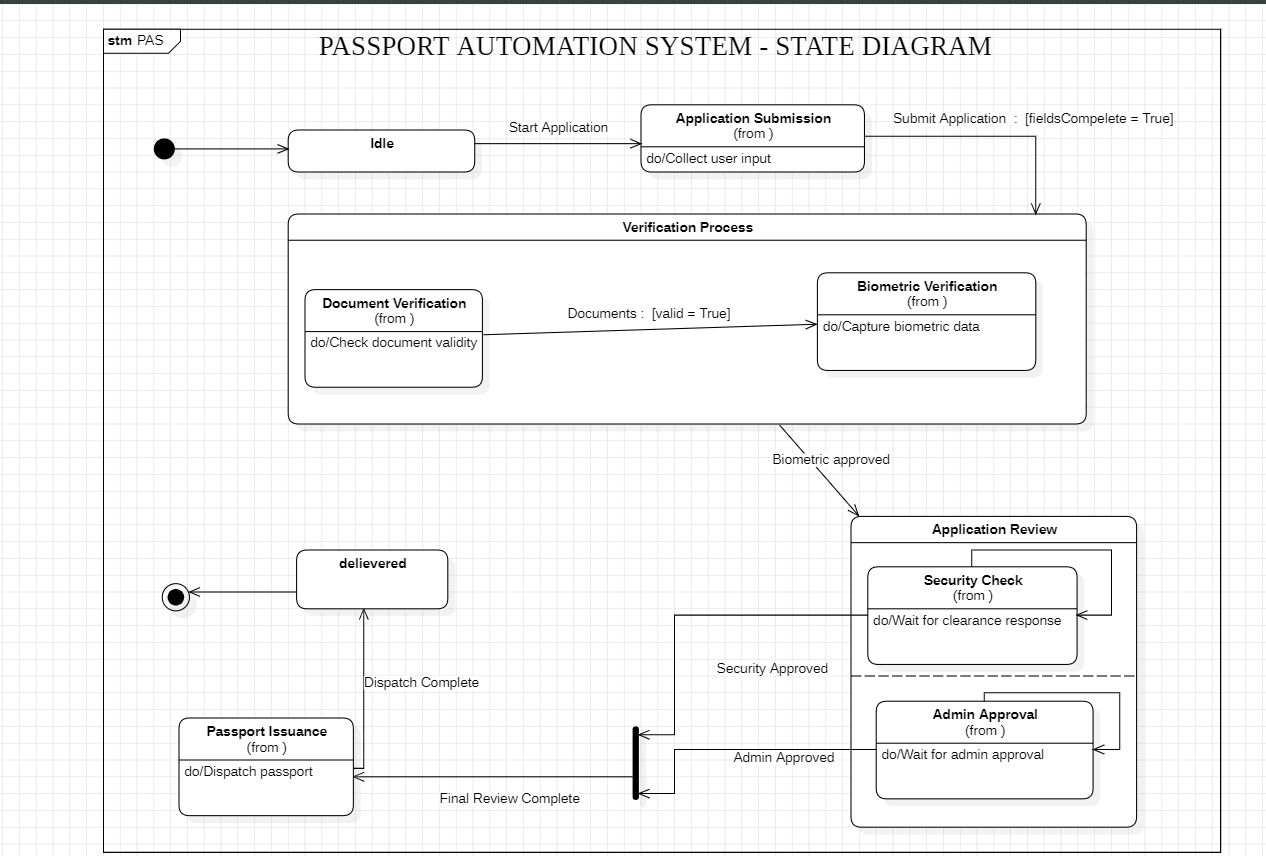 stm PAS
PASSPORT AUTOMATION SYSTEM - STATE DIAGRAM
Idle
Start Application
Application Submission
(from )
do/Collect user input
Submit Application : [fieldsCompelete = True]
Verification Process
Document Verification
(from )
do/Check document validity
Documents : [valid = True]
Biometric Verification
(from )
do/Capture biometric data
Biometric approved
Application Review
Security Check
(from )
do/Wait for clearance response
Security Approved
Admin Approval
(from )
do/Wait for admin approval
Admin Approved
delievered
Dispatch Complete
Passport Issuance
(from )
do/Dispatch passport
Final Review Complete